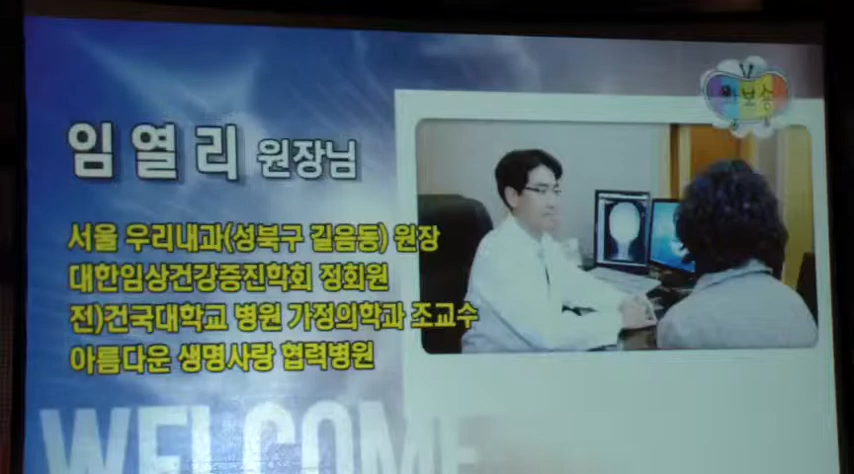 임열리 원장님
서울 우리내과(성북구 길음동) 원장
대한임상건강증진학회 정회원
전)건국대학교 병원 가정의학과 조교수
아름다운 생명사랑 협력병원
WELCOME